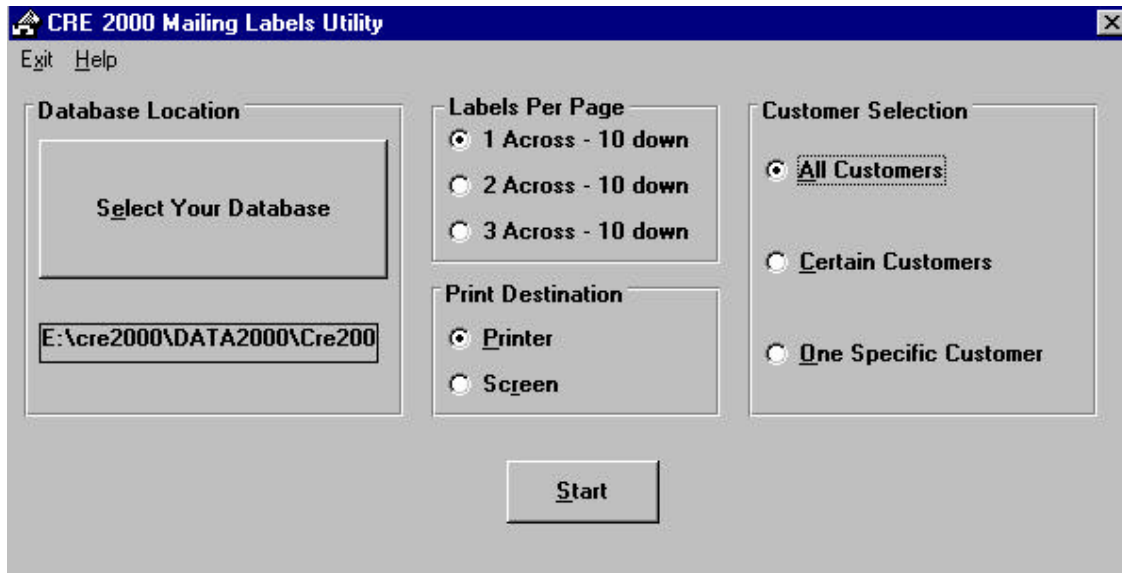 CRE 2000 Mailing Labels Utility
Exit Help
Database Location
Select Your Database
E:\cre2000\DATA2000\Cre200
Labels Per Page
1 Across - 10 down
2 Across - 10 down
3 Across - 10 down
Print Destination
Printer
Screen
Customer Selection
All Customers
Certain Customers
One Specific Customer
Start